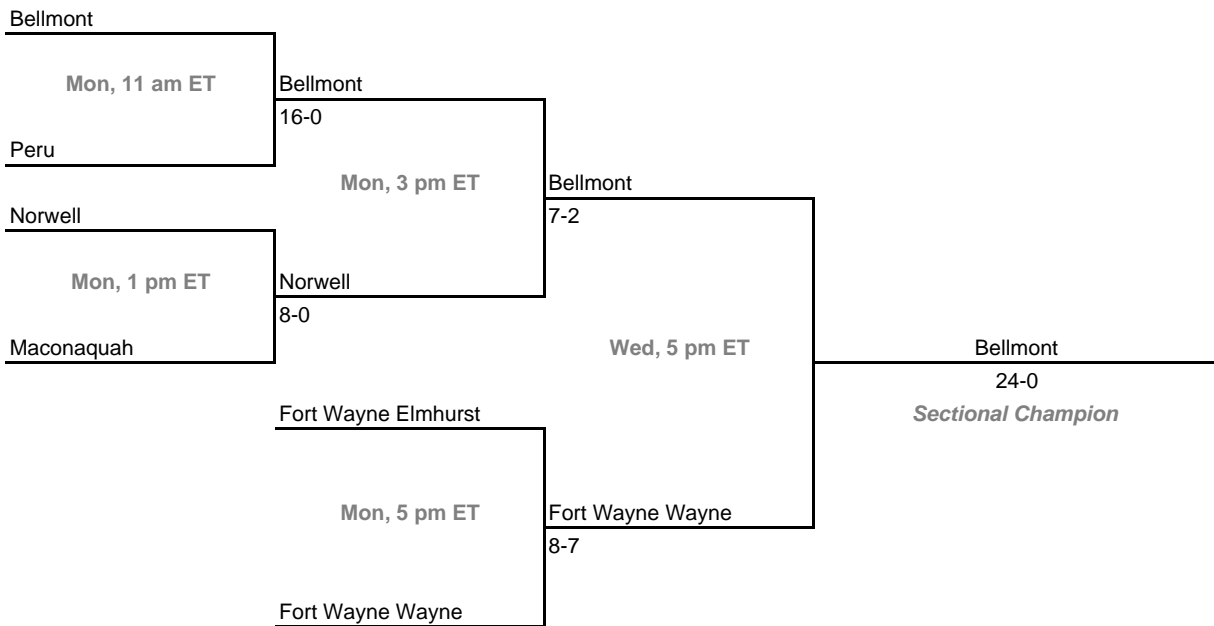 Bellmont
Mon, 11 am ET
Bellmont
16-0
Peru
Mon, 3 pm ET
Bellmont
Norwell
7-2
Mon, 1 pm ET
Norwell
8-0
Maconaquah
Wed, 5 pm ET
Bellmont
24-0
Fort Wayne Elmhurst
Sectional Champion
Mon, 5 pm ET
Fort Wayne Wayne
8-7
Fort Wayne Wayne